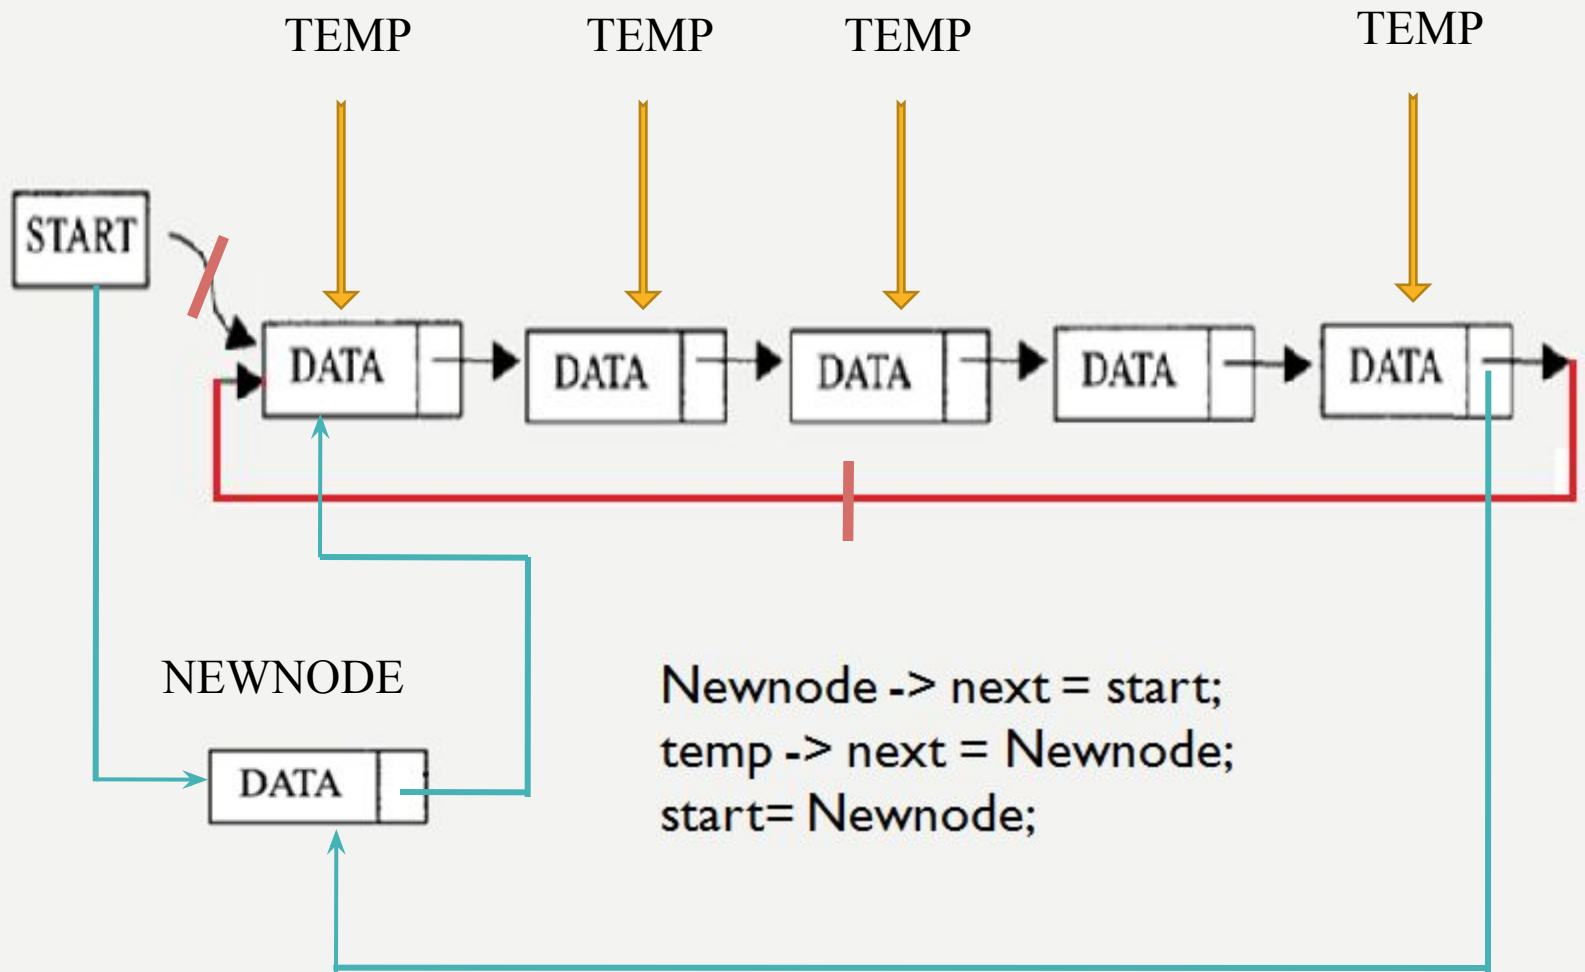 TEMP TEMP TEMP TEMP
START
DATA DATA DATA DATA DATA
NEWNODE
DATA
Newnode -> next = start;
temp -> next = Newnode;
start= Newnode;